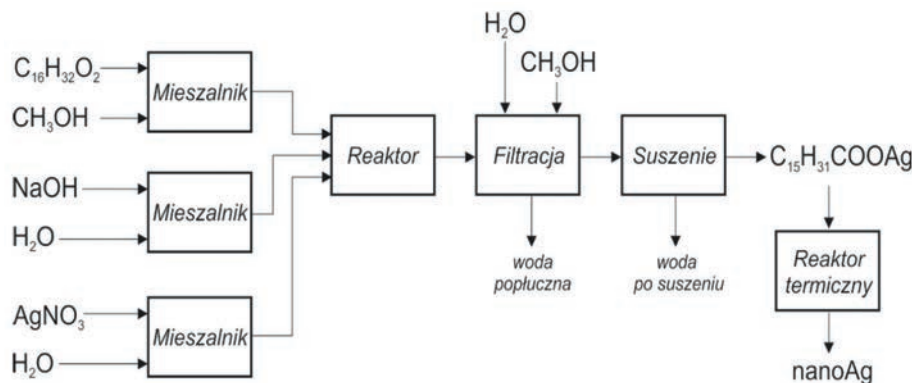 C₁₆H₃₂O₂
CH₃OH
Mieszalnik
NaOH
H₂O
Mieszalnik
AgNO₃
H₂O
Mieszalnik
Reaktor
H₂O
CH₃OH
Filtracja
woda
popłuczna
Suszenie
woda
po suszeniu
C₁₅H₃₁COOAg
Reaktor
termiczny
nanoAg